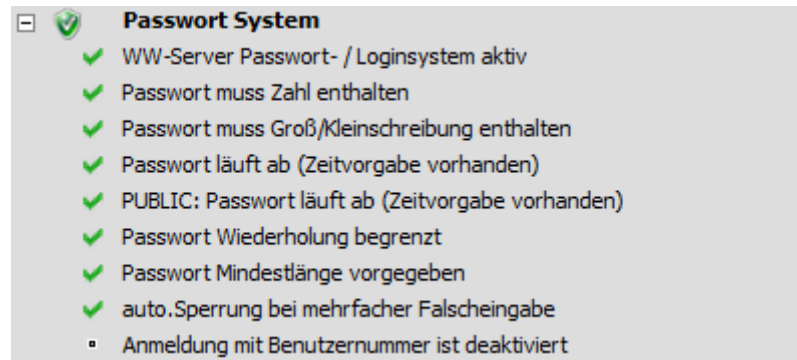 Passwort System
WW-Server Passwort- / Loginsystem aktiv
Passwort muss Zahl enthalten
Passwort muss Groß/Kleinschreibung enthalten
Passwort läuft ab (Zeitvorgabe vorhanden)
PUBLIC: Passwort läuft ab (Zeitvorgabe vorhanden)
Passwort Wiederholung begrenzt
Passwort Mindestlänge vorgegeben
auto.Sperrung bei mehrfacher Falscheingabe
Anmeldung mit Benutzernummer ist deaktiviert